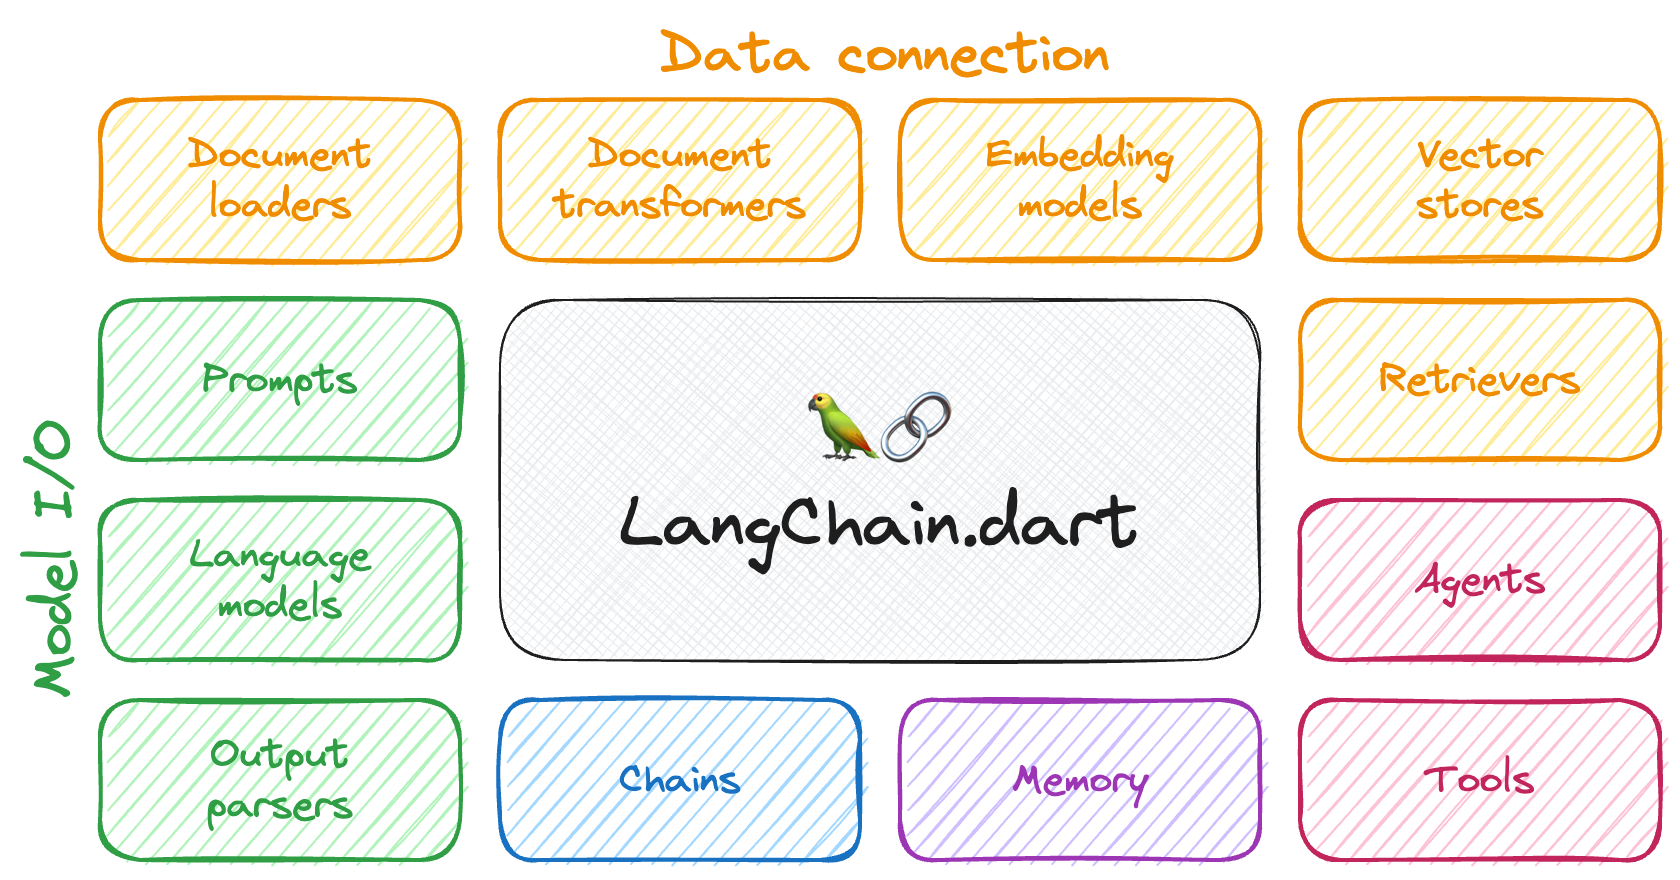 Data connection
Document
loaders
Document
transformers
Embedding
models
Vector
stores
Prompts
Retrievers
Model I/O
LangChain.dart
Language
models
Agents
Output
parsers
Chains
Memory
Tools